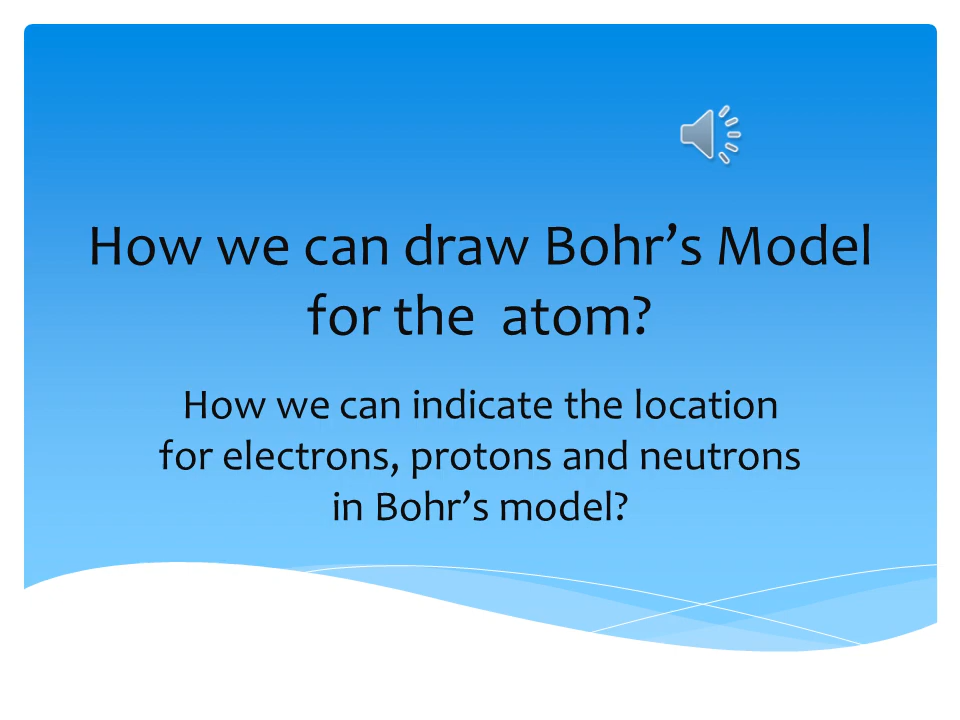 How we can draw Bohr’s Model
for the  atom?
How we can indicate the location
for electrons, protons and neutrons
in Bohr’s model?